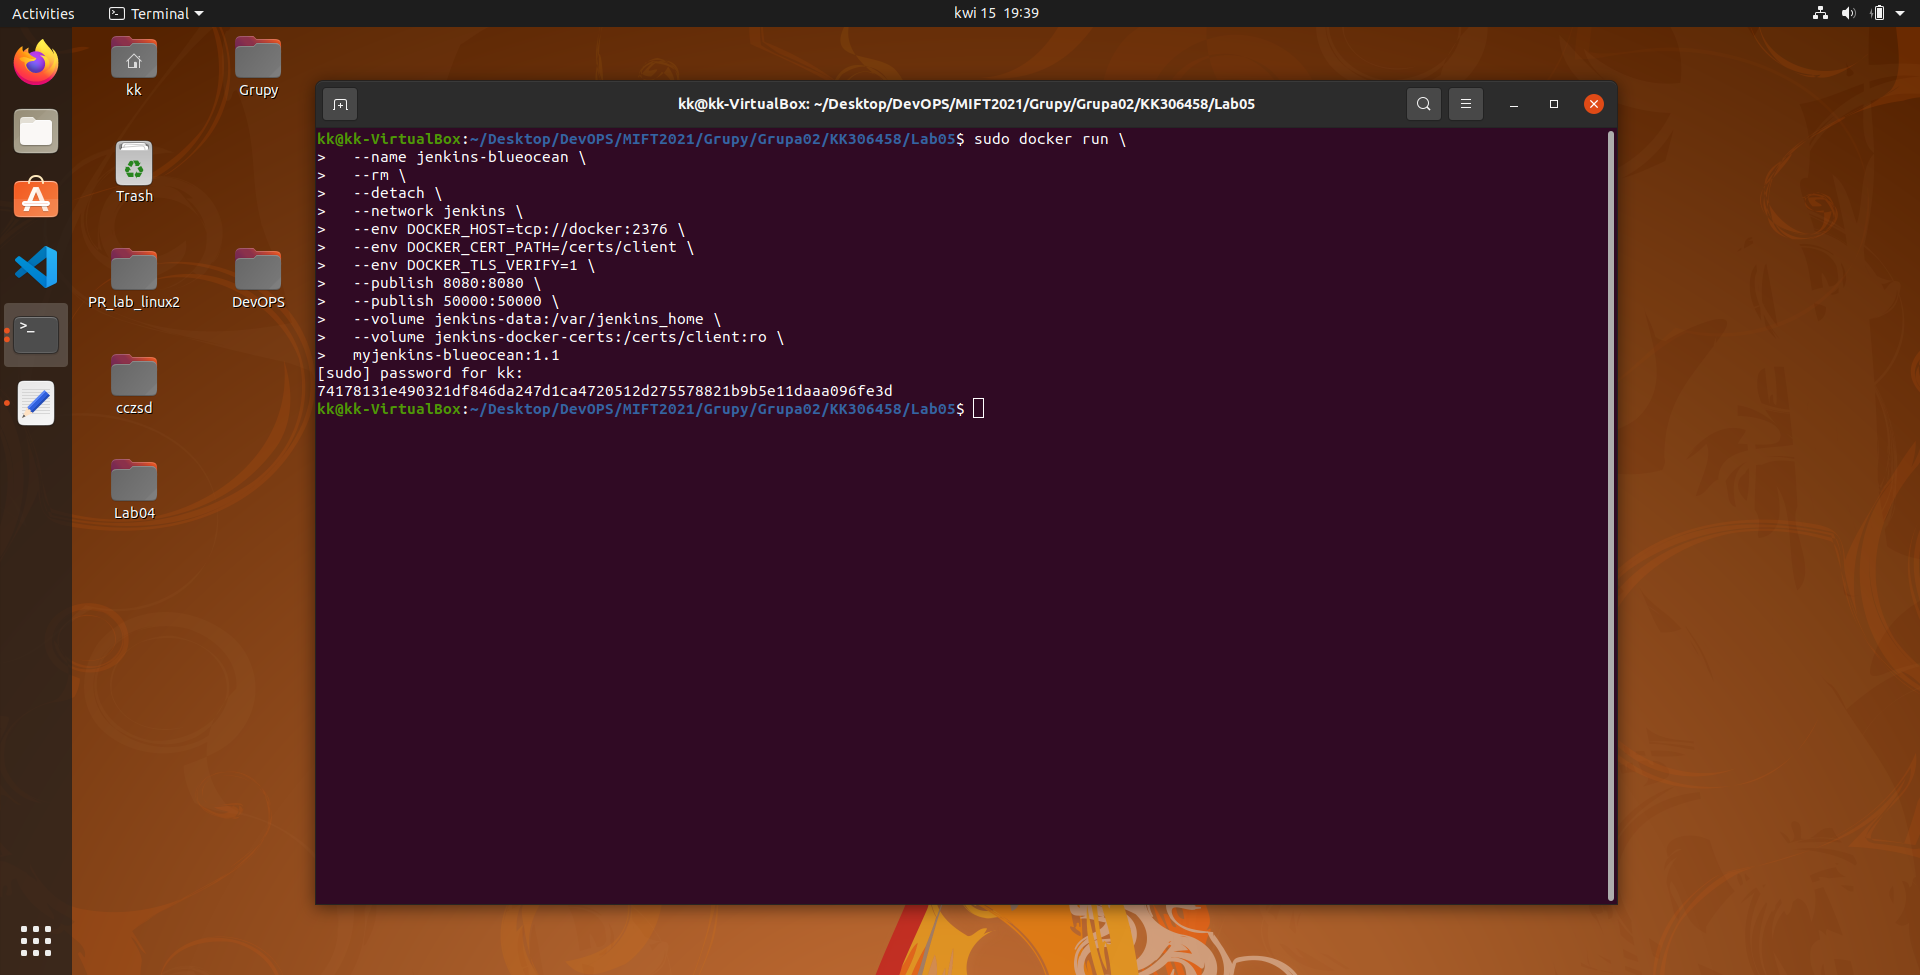 Activities
Terminal
kwi 15 19:39
kk
Grupy
Trash
PR_lab_linux2
DevOPS
cczsd
Lab04
kk@kk-VirtualBox: ~/Desktop/DevOPS/MIFT2021/Grupy/Grupa02/KK306458/Lab05
kk@kk-VirtualBox:~/Desktop/DevOPS/MIFT2021/Grupy/Grupa02/KK306458/Lab05$ sudo docker run \
>   --name jenkins-blueocean \
>   --rm \
>   --detach \
>   --network jenkins \
>   --env DOCKER_HOST=tcp://docker:2376 \
>   --env DOCKER_CERT_PATH=/certs/client \
>   --env DOCKER_TLS_VERIFY=1 \
>   --publish 8080:8080 \
>   --publish 50000:50000 \
>   --volume jenkins-data:/var/jenkins_home \
>   --volume jenkins-docker-certs:/certs/client:ro \
>   myjenkins-blueocean:1.1
[sudo] password for kk:
74178131e490321df846da247d1ca4720512d275578821b9b5e11daaa096fe3d
kk@kk-VirtualBox:~/Desktop/DevOPS/MIFT2021/Grupy/Grupa02/KK306458/Lab05$